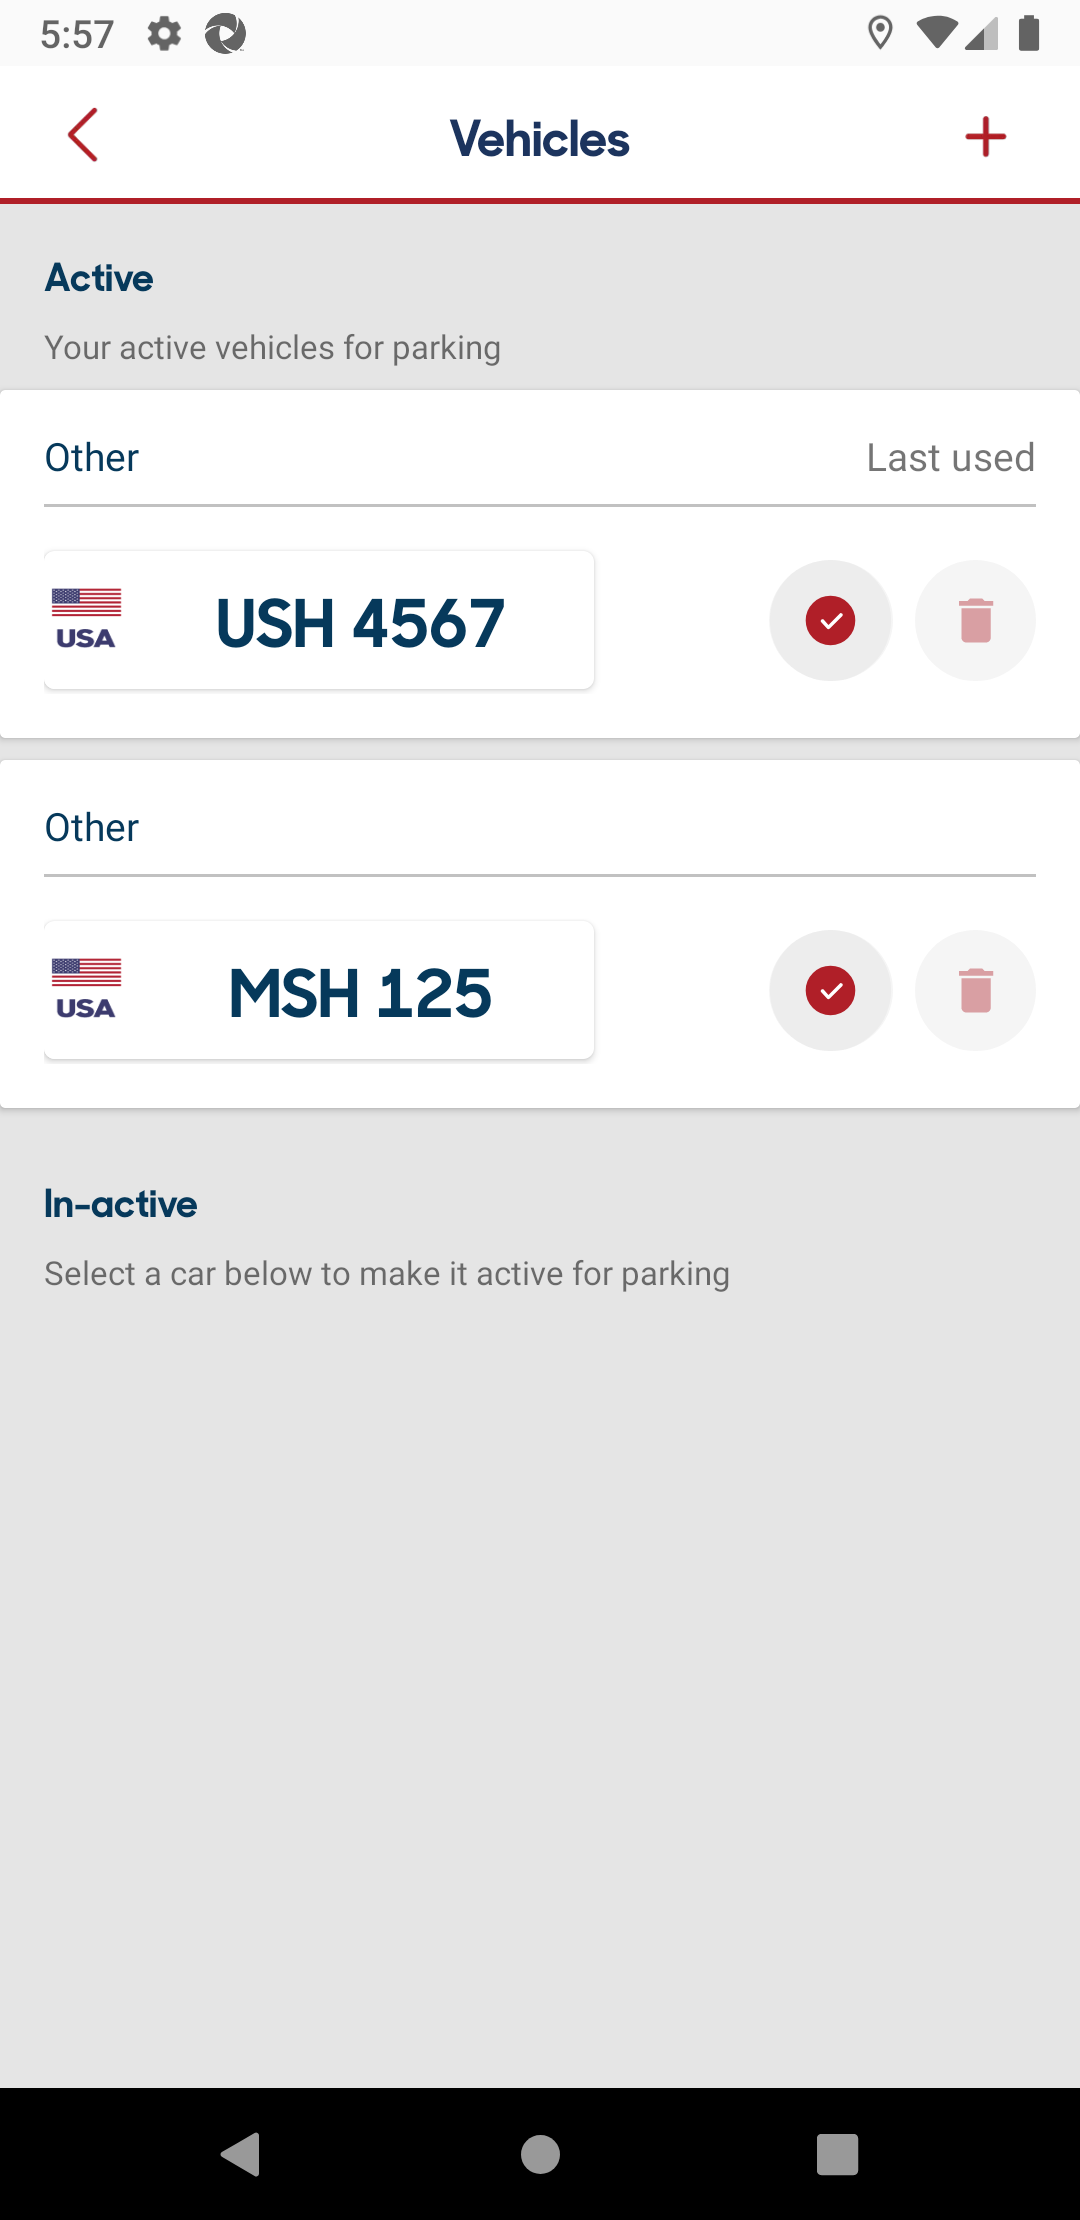 5:57
Vehicles
Active
Your active vehicles for parking
Other Last used
USA USH 4567
Other
USA MSH 125
In-active
Select a car below to make it active for parking